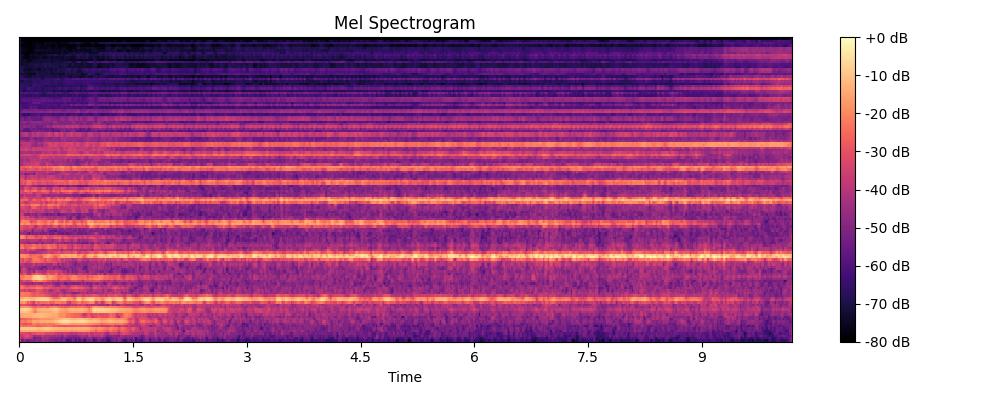 Mel Spectrogram
+0 dB
-10 dB
-20 dB
-30 dB
-40 dB
-50 dB
-60 dB
-70 dB
-80 dB
0 1.5 3 4.5 6 7.5 9
Time